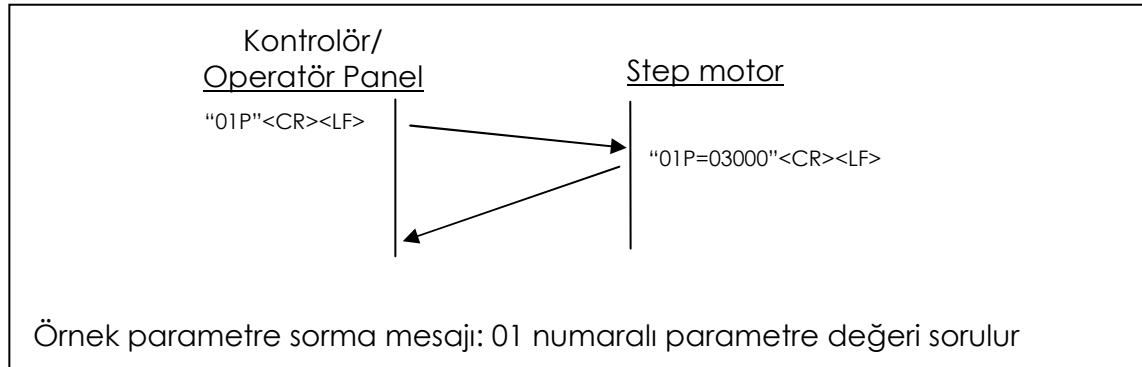 Kontrolör/
Operatör Panel
Step motor
“01P”<CR><LF>
“01P=03000”<CR><LF>
Örnek parametre sorma mesajı: 01 numaralı parametre değeri sorulur